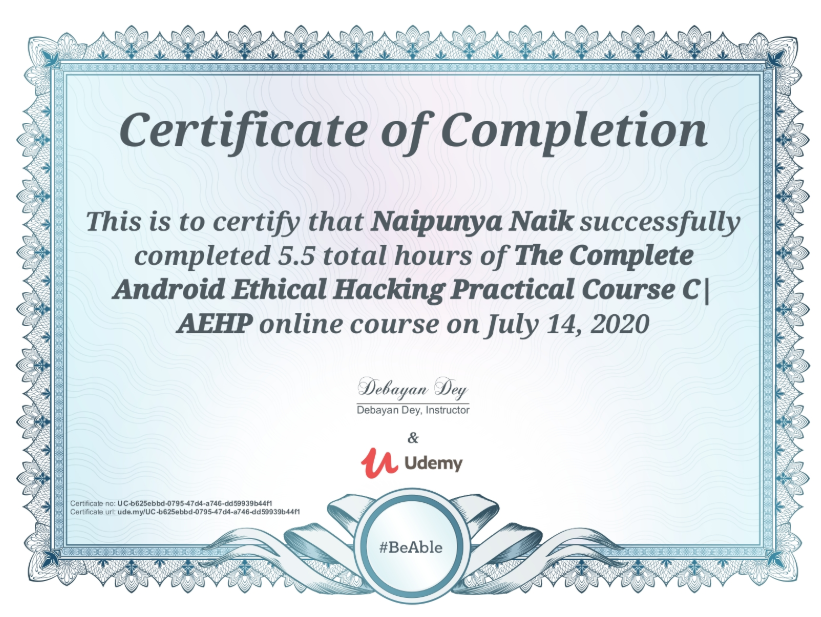 Certificate of Completion
This is to certify that Naipunya Naik successfully
completed 5.5 total hours of The Complete
Android Ethical Hacking Practical Course C|
AEHP online course on July 14, 2020
Debayan Dey
Debayan Dey, Instructor
&
Udemy
Certificate no: UC-b625ebbd-0795-47d4-a746-dd59939b44f1
Certificate url: ude.my/UC-b625ebbd-0795-47d4-a746-dd59939b44f1
#BeAble